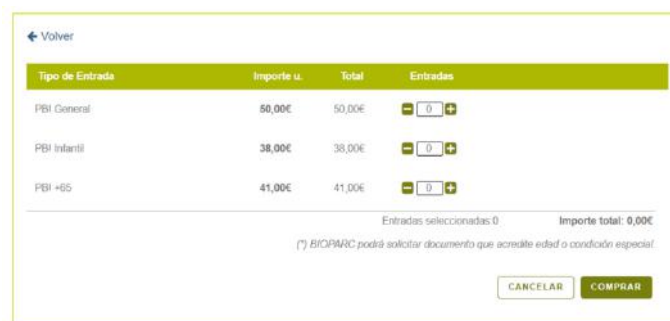 Volver
Tipo de Entrada Importe u. Total Entradas
PBI General 50,00€ 50,00€ 0
PBI Infantil 38,00€ 38,00€ 0
PBI +65 41,00€ 41,00€ 0
Entradas seleccionadas:0 Importe total: 0,00€
(*) BIOPARC podrá solicitar documento que acredite edad o condición especial.
CANCELAR COMPRAR